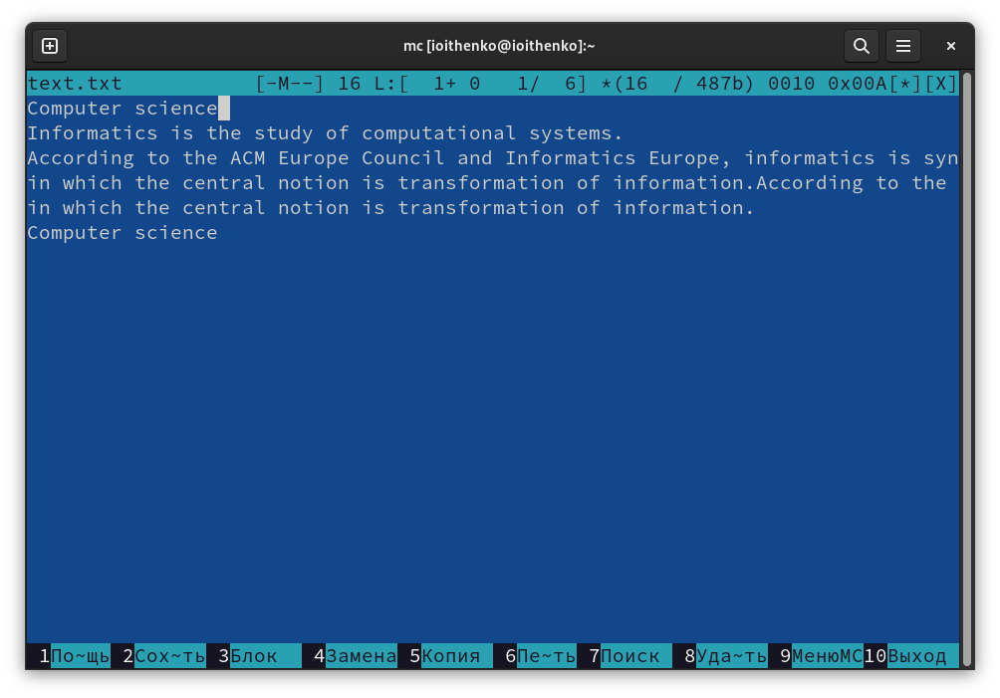 mc [ioithenko@ioithenko]:~
text.txt [-M--] 16 L:[ 1+ 0 1/ 6] *(16 / 487b) 0010 0x00A[*][X]
Computer science
Informatics is the study of computational systems.
According to the ACM Europe Council and Informatics Europe, informatics is syn
in which the central notion is transformation of information.According to the
in which the central notion is transformation of information.
Computer science
1По~щь 2Сох~ть 3Блок 4Замена 5Копия 6Пе~ть 7Поиск 8Уда~ть 9МенюMC10Выход